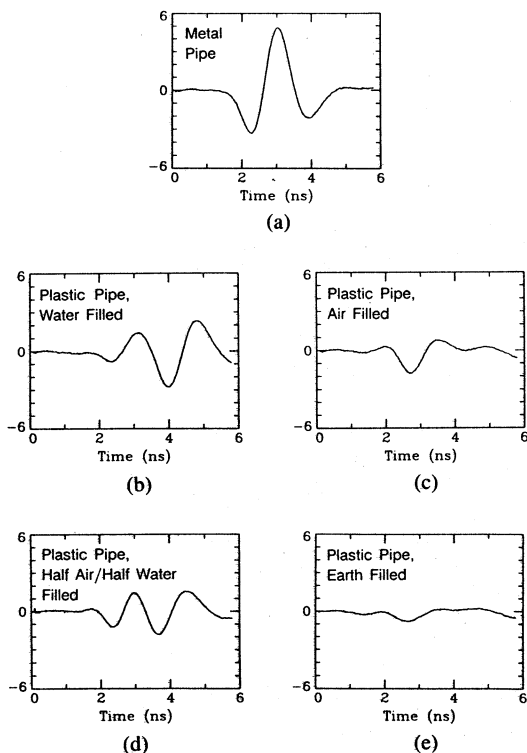 6
Metal
Pipe
0
-6
0 2 4 6
Time (ns)
(a)
6
Plastic Pipe,
Water Filled
0
-6
0 2 4 6
Time (ns)
(b)
6
Plastic Pipe,
Air Filled
0
-6
0 2 4 6
Time (ns)
(c)
6
Plastic Pipe,
Half Air/Half Water
Filled
0
-6
0 2 4 6
Time (ns)
(d)
6
Plastic Pipe,
Earth Filled
0
-6
0 2 4 6
Time (ns)
(e)